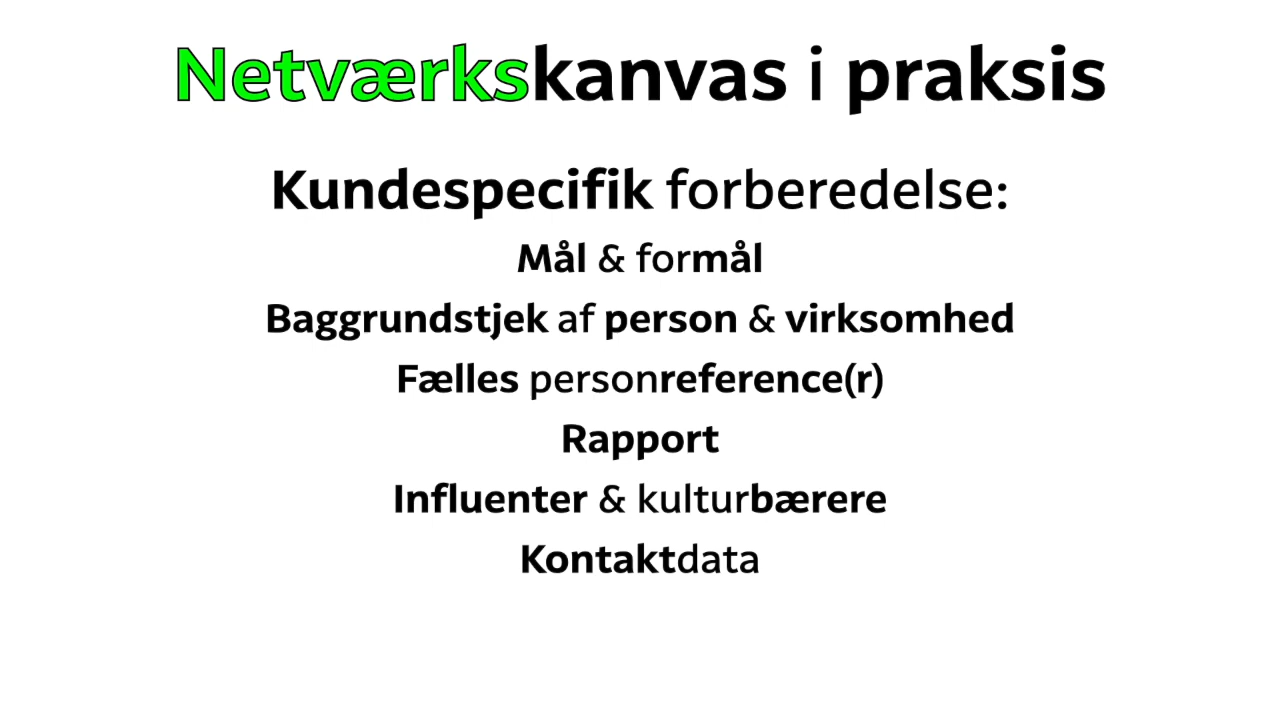 Netværkskanvas i praksis
Kundespecifik forberedelse:
Mål & formål
Baggrundstjek af person & virksomhed
Fælles personreference(r)
Rapport
Influenter & kulturbærere
Kontaktdata